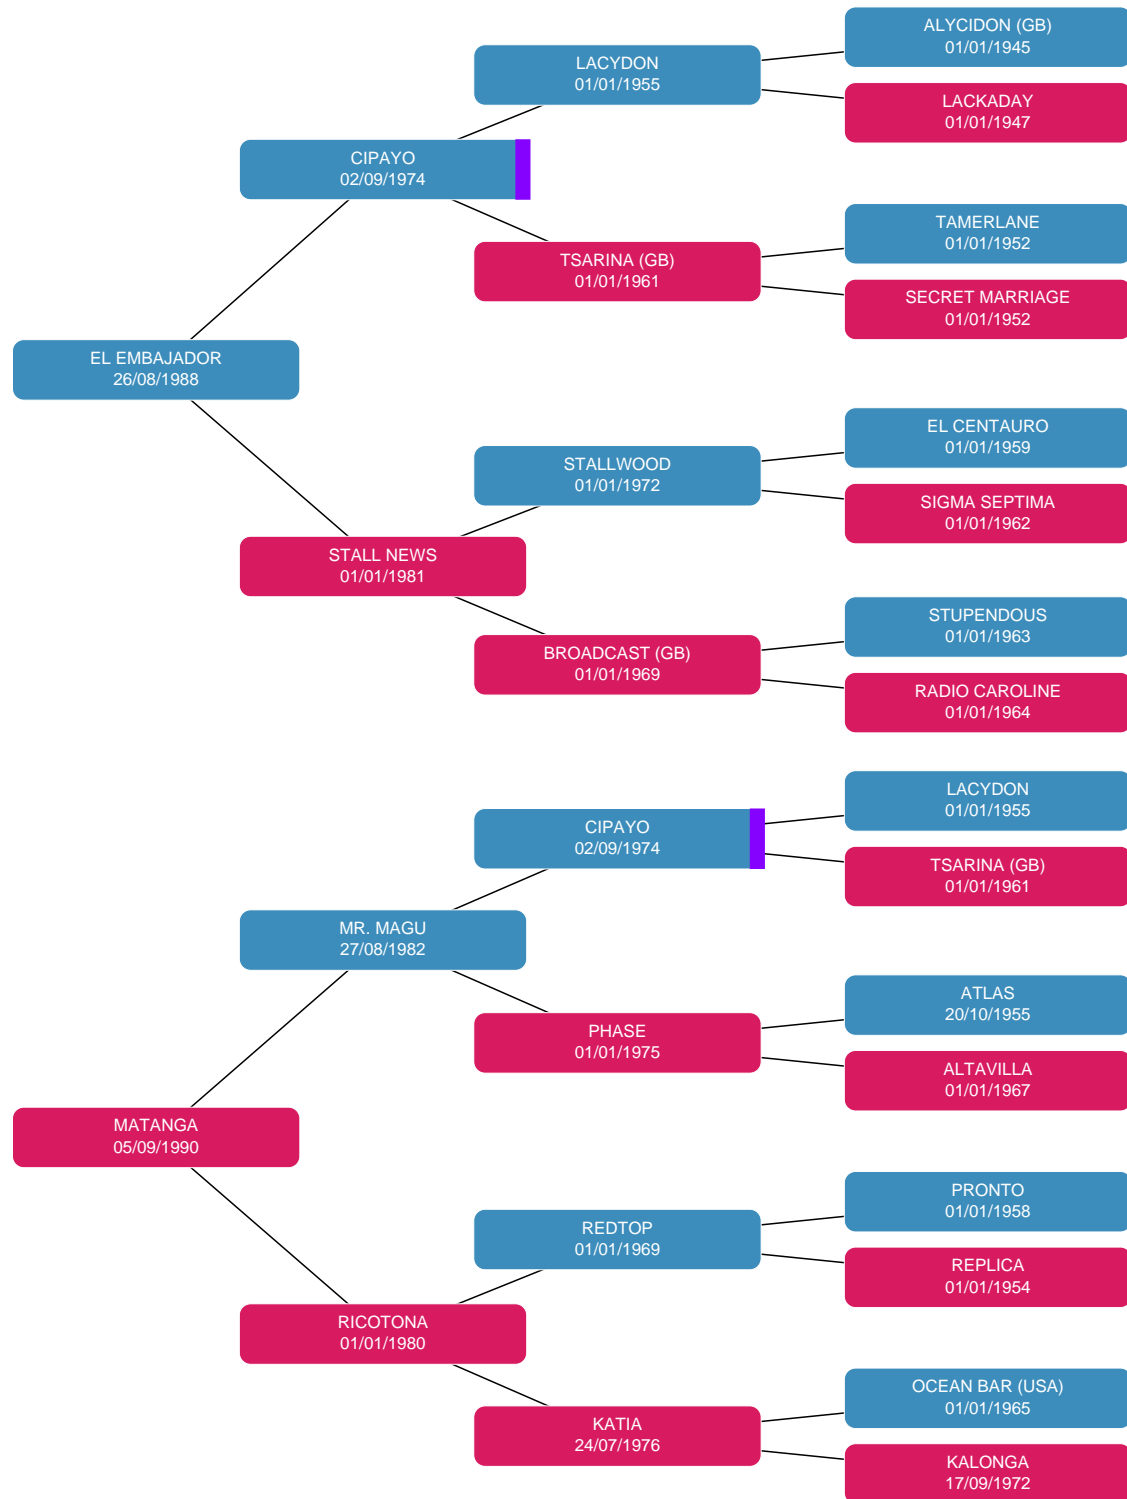 ALYCIDON (GB)
01/01/1945
LACYDON
01/01/1955
LACKADAY
01/01/1947
CIPAYO
02/09/1974
TAMERLANE
01/01/1952
TSARINA (GB)
01/01/1961
SECRET MARRIAGE
01/01/1952
EL EMBAJADOR
26/08/1988
EL CENTAURO
01/01/1959
STALLWOOD
01/01/1972
SIGMA SEPTIMA
01/01/1962
STALL NEWS
01/01/1981
STUPENDOUS
01/01/1963
BROADCAST (GB)
01/01/1969
RADIO CAROLINE
01/01/1964
LACYDON
01/01/1955
CIPAYO
02/09/1974
TSARINA (GB)
01/01/1961
MR. MAGU
27/08/1982
ATLAS
20/10/1955
PHASE
01/01/1975
ALTAVILLA
01/01/1967
MATANGA
05/09/1990
PRONTO
01/01/1958
REDTOP
01/01/1969
REPLICA
01/01/1954
RICOTONA
01/01/1980
OCEAN BAR (USA)
01/01/1965
KATIA
24/07/1976
KALONGA
17/09/1972